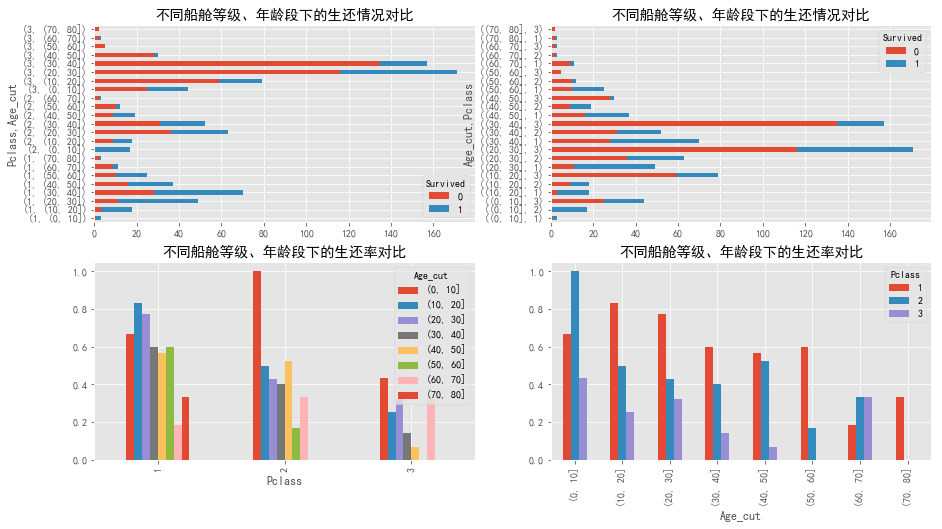 不同船舱等级、年龄段下的生还情况对比
Pclass,Age_cut
(3, (70, 80])
(3, (60, 70])
(3, (50, 60])
(3, (40, 50])
(3, (30, 40])
(3, (20, 30])
(3, (10, 20])
(3, (0, 10])
(2, (60, 70])
(2, (50, 60])
(2, (40, 50])
(2, (30, 40])
(2, (20, 30])
(2, (10, 20])
(2, (0, 10])
(1, (70, 80])
(1, (60, 70])
(1, (50, 60])
(1, (40, 50])
(1, (30, 40])
(1, (20, 30])
(1, (10, 20])
(1, (0, 10])
0 20 40 60 80 100 120 140 160
Survived
0
1
不同船舱等级、年龄段下的生还情况对比
Age_cut,Pclass
((70, 80], 3)
((70, 80], 1)
((60, 70], 3)
((60, 70], 2)
((60, 70], 1)
((50, 60], 3)
((50, 60], 2)
((50, 60], 1)
((40, 50], 3)
((40, 50], 2)
((40, 50], 1)
((30, 40], 3)
((30, 40], 2)
((30, 40], 1)
((20, 30], 3)
((20, 30], 2)
((20, 30], 1)
((10, 20], 3)
((10, 20], 2)
((10, 20], 1)
((0, 10], 3)
((0, 10], 2)
((0, 10], 1)
0 20 40 60 80 100 120 140 160
Survived
0
1
不同船舱等级、年龄段下的生还率对比
1.0
0.8
0.6
0.4
0.2
0.0
1 2 3
Pclass
Age_cut
(0, 10]
(10, 20]
(20, 30]
(30, 40]
(40, 50]
(50, 60]
(60, 70]
(70, 80]
不同船舱等级、年龄段下的生还率对比
1.0
0.8
0.6
0.4
0.2
0.0
(0, 10] (10, 20] (20, 30] (30, 40] (40, 50] (50, 60] (60, 70] (70, 80]
Age_cut
Pclass
1
2
3